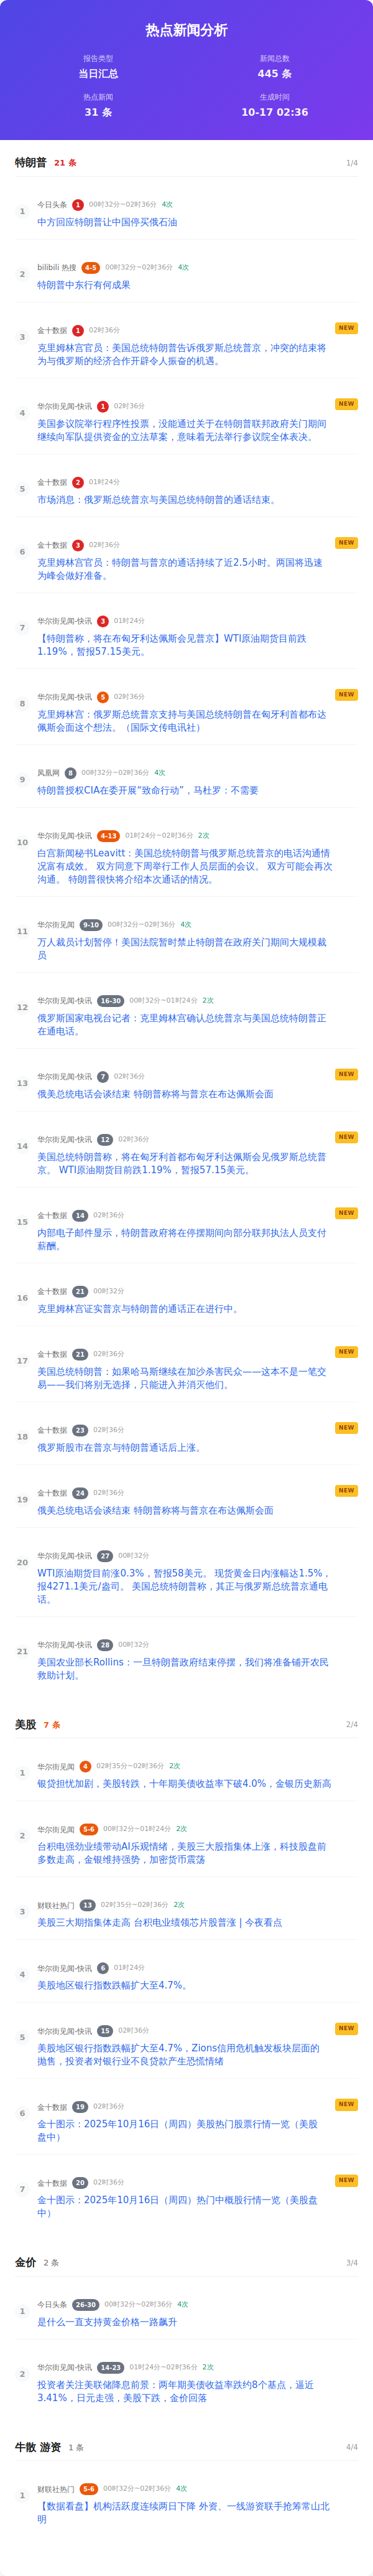 热点新闻分析
报告类型
新闻总数
当日汇总
445 条
热点新闻
生成时间
31 条
10-17 02:36
特朗普 21 条 1/4
1
今日头条 1 00时32分~02时36分 4次
中方回应特朗普让中国停买俄石油
2
bilibili 热搜 4-5 00时32分~02时36分 4次
特朗普中东行有何成果
3
金十数据 1 02时36分 NEW
克里姆林宫官员：美国总统特朗普告诉俄罗斯总统普京，冲突的结束将
为与俄罗斯的经济合作开辟令人振奋的机遇。
4
华尔街见闻-快讯 1 02时36分 NEW
美国参议院举行程序性投票，没能通过关于在特朗普联邦政府关门期间
继续向军队提供资金的立法草案，意味着无法举行参议院全体表决。
5
金十数据 2 01时24分
市场消息：俄罗斯总统普京与美国总统特朗普的通话结束。
6
金十数据 3 02时36分 NEW
克里姆林宫官员：特朗普与普京的通话持续了近2.5小时。两国将迅速
为峰会做好准备。
7
华尔街见闻-快讯 3 01时24分
【特朗普称，将在布匈牙利达佩斯会见普京】WTI原油期货目前跌
1.19%，暂报57.15美元。
8
华尔街见闻-快讯 5 02时36分 NEW
克里姆林宫：俄罗斯总统普京支持与美国总统特朗普在匈牙利首都布达
佩斯会面这个想法。（国际文传电讯社）
9
凤凰网 8 00时32分~02时36分 4次
特朗普授权CIA在委开展“致命行动”，马杜罗：不需要
10
华尔街见闻-快讯 4-13 01时24分~02时36分 2次
白宫新闻秘书Leavitt：美国总统特朗普与俄罗斯总统普京的电话沟通情
况富有成效。 双方同意下周举行工作人员层面的会议。 双方可能会再次
沟通。 特朗普很快将介绍本次通话的情况。
11
华尔街见闻 9-10 00时32分~02时36分 4次
万人裁员计划暂停！美国法院暂时禁止特朗普在政府关门期间大规模裁
员
12
华尔街见闻-快讯 16-30 00时32分~01时24分 2次
俄罗斯国家电视台记者：克里姆林宫确认总统普京与美国总统特朗普正
在通电话。
13
华尔街见闻-快讯 7 02时36分 NEW
俄美总统电话会谈结束 特朗普称将与普京在布达佩斯会面
14
华尔街见闻-快讯 12 02时36分 NEW
美国总统特朗普称，将在匈牙利首都布达佩斯会见俄罗斯总统普
京。 WTI原油期货目前跌1.19%，暂报57.15美元。
15
金十数据 14 02时36分 NEW
内部电子邮件显示，特朗普政府将在停摆期间向部分联邦执法人员支付
薪酬。
16
金十数据 21 00时32分
克里姆林宫证实普京与特朗普的通话正在进行中。
17
金十数据 21 02时36分 NEW
美国总统特朗普：如果哈马斯继续在加沙杀害民众——这本不是一笔交
易——我们将别无选择，只能进入并消灭他们。
18
金十数据 23 02时36分 NEW
俄罗斯股市在普京与特朗普通话后上涨。
19
金十数据 24 02时36分 NEW
俄美总统电话会谈结束 特朗普称将与普京在布达佩斯会面
20
华尔街见闻-快讯 27 00时32分
WTI原油期货目前涨0.3%，暂报58美元。 现货黄金日内涨幅达1.5%，
报4271.1美元/盎司。 美国总统特朗普称，其正与俄罗斯总统普京通电
话。
21
华尔街见闻-快讯 28 00时32分
美国农业部长Rollins：一旦特朗普政府结束停摆，我们将准备铺开农民
救助计划。
美股 7 条 2/4
1
华尔街见闻 4 02时35分~02时36分 2次
银贷担忧加剧，美股转跌，十年期美债收益率下破4.0%，金银历史新高
2
华尔街见闻 5-6 00时32分~01时24分 2次
台积电强劲业绩带动AI乐观情绪，美股三大股指集体上涨，科技股盘前
多数走高，金银维持强势，加密货币震荡
3
财联社热门 13 02时35分~02时36分 2次
美股三大期指集体走高 台积电业绩领芯片股普涨 | 今夜看点
4
华尔街见闻-快讯 6 01时24分
美股地区银行指数跌幅扩大至4.7%。
5
华尔街见闻-快讯 15 02时36分 NEW
美股地区银行指数跌幅扩大至4.7%，Zions信用危机触发板块层面的
抛售，投资者对银行业不良贷款产生恐慌情绪
6
金十数据 19 02时36分 NEW
金十图示：2025年10月16日（周四）美股热门股票行情一览（美股
盘中）
7
金十数据 20 02时36分 NEW
金十图示：2025年10月16日（周四）热门中概股行情一览（美股盘
中）
金价 2 条 3/4
1
今日头条 26-30 00时32分~02时36分 4次
是什么一直支持黄金价格一路飙升
2
华尔街见闻-快讯 14-23 01时24分~02时36分 2次
投资者关注美联储降息前景：两年期美债收益率跌约8个基点，逼近
3.41%，日元走强，美股下跌，金价回落
牛散 游资 1 条 4/4
1
财联社热门 5-6 00时32分~02时36分 4次
【数据看盘】机构活跃度连续两日下降 外资、一线游资联手抢筹常山北
明